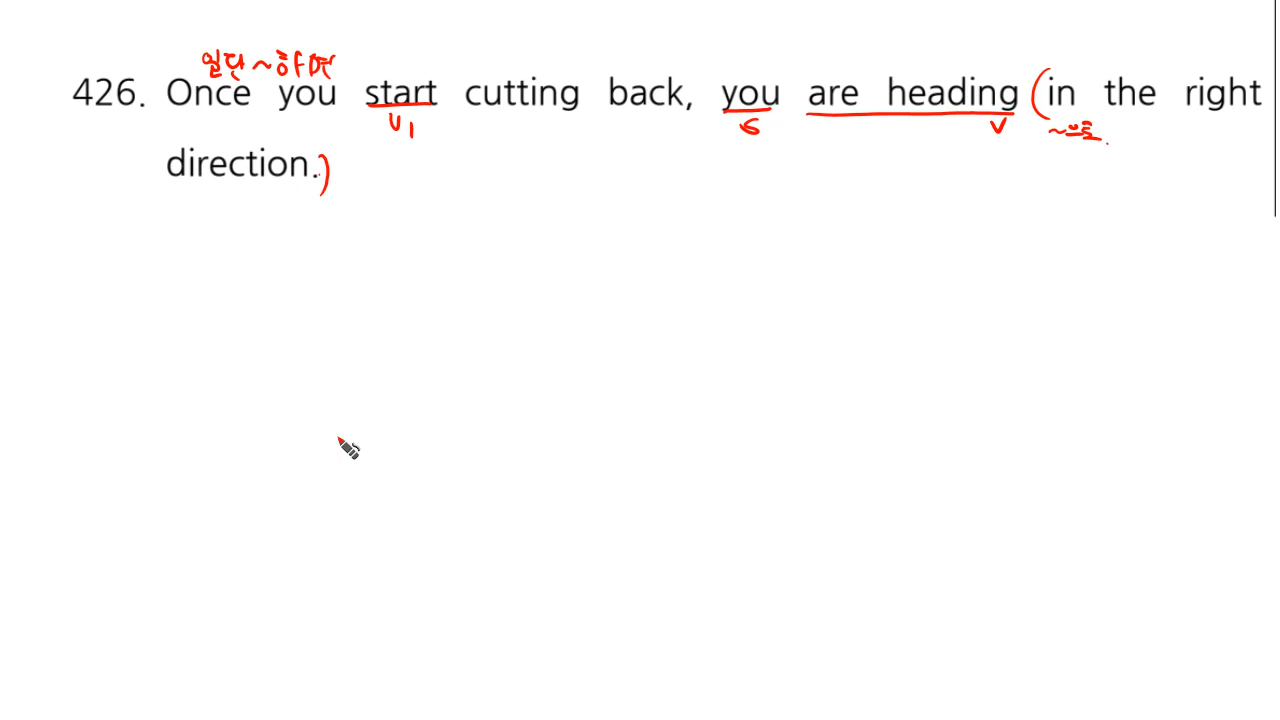 일단 ~하면
426. Once you start cutting back, you are heading (in the right
V1 S V ~으로
direction.)